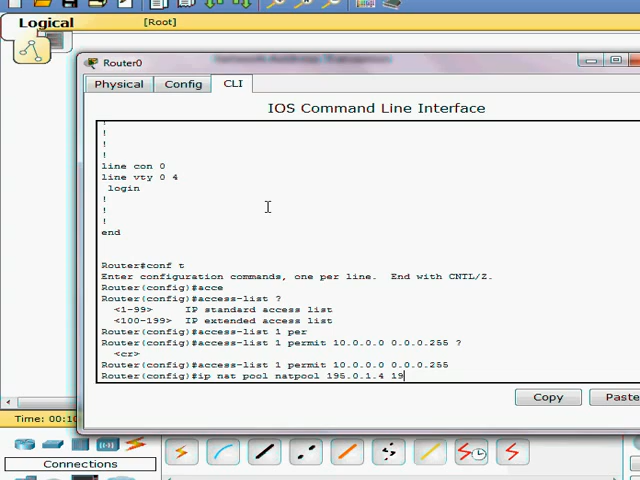 Logical
[Root]
Router0
Physical
Config
CLI
IOS Command Line Interface
!
!
!
!
line con 0
line vty 0 4
login
!
!
!
end
Router#conf t
Enter configuration commands, one per line.  End with CNTL/Z.
Router(config)#acce
Router(config)#access-list ?
<1-99>     IP standard access list
<100-199>  IP extended access list
Router(config)#access-list 1 per
Router(config)#access-list 1 permit 10.0.0.0 0.0.0.255 ?
<cr>
Router(config)#access-list 1 permit 10.0.0.0 0.0.0.255
Router(config)#ip nat pool natpool 195.0.1.4 19
Copy
Paste
Time: 00:10
Connections